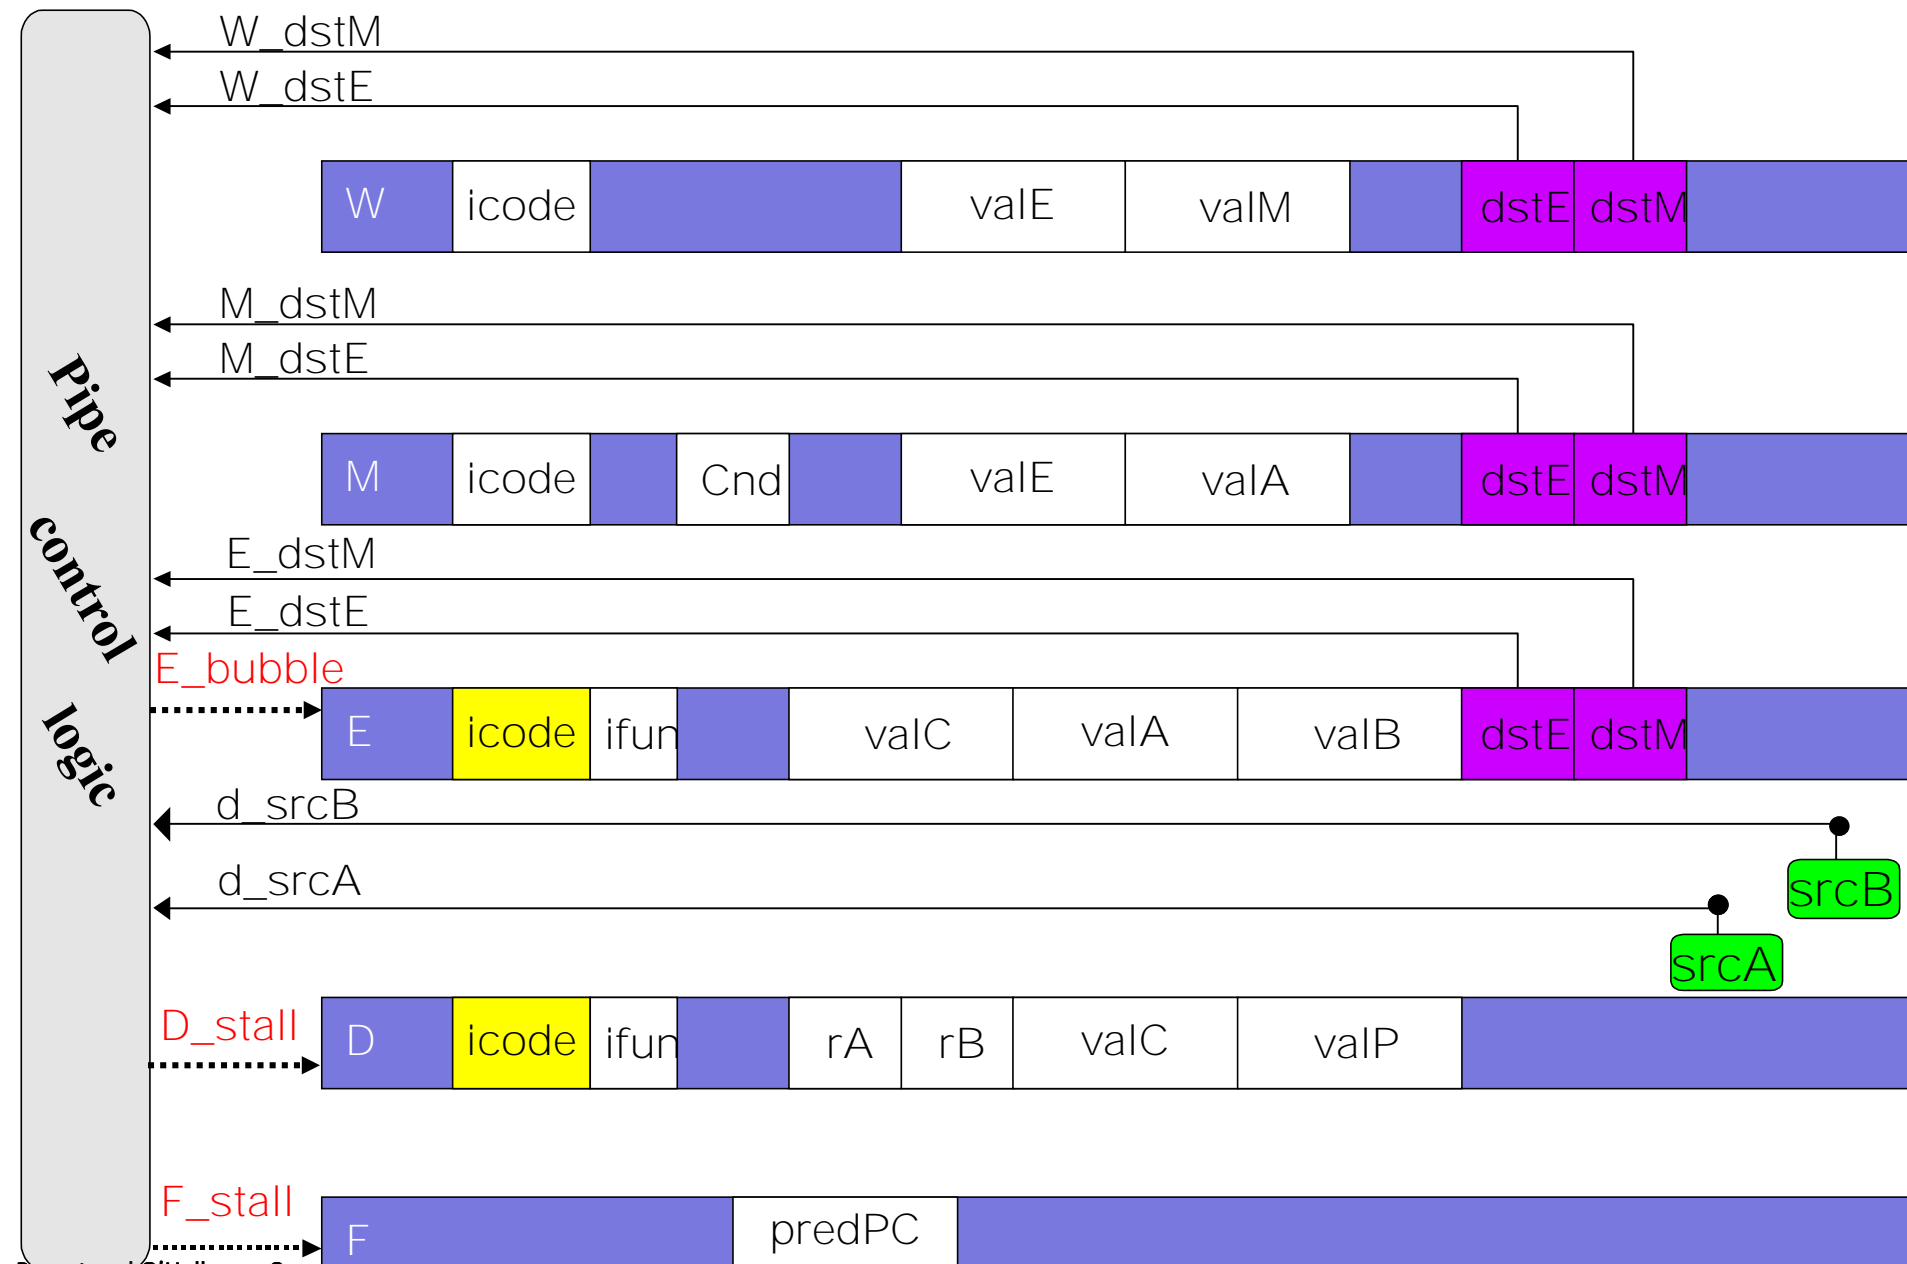 W_dstM
W_dstE
W icode valE valM dstE dstM
M_dstM
M_dstE
Pipe
M icode Cnd valE valA dstE dstM
control
E_dstM
E_dstE
E_bubble
E icode ifun valC valA valB dstE dstM
logic
d_srcB
srcB
d_srcA
srcA
D_stall
D icode ifun rA rB valC valP
F_stall
F predPC